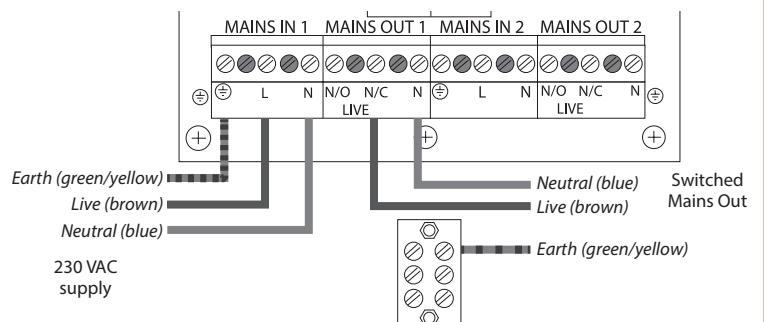 MAINS IN 1 MAINS OUT 1 MAINS IN 2 MAINS OUT 2
L N N/O N/C N L N N/O N/C N
LIVE LIVE
Earth (green/yellow)
Live (brown)
Neutral (blue)
230 VAC
supply
Neutral (blue)
Live (brown)
Switched
Mains Out
Earth (green/yellow)